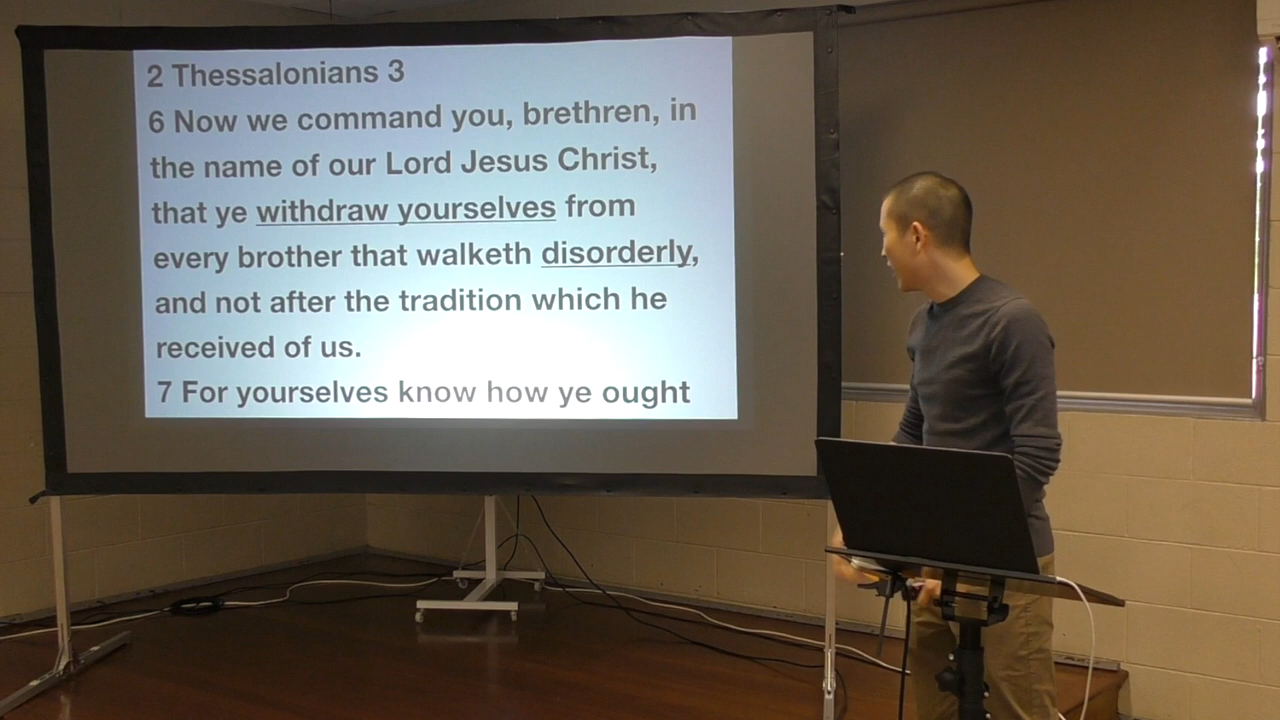 2 Thessalonians 3
6 Now we command you, brethren, in
the name of our Lord Jesus Christ,
that ye withdraw yourselves from
every brother that walketh disorderly,
and not after the tradition which he
received of us.
7 For yourselves know how ye ought